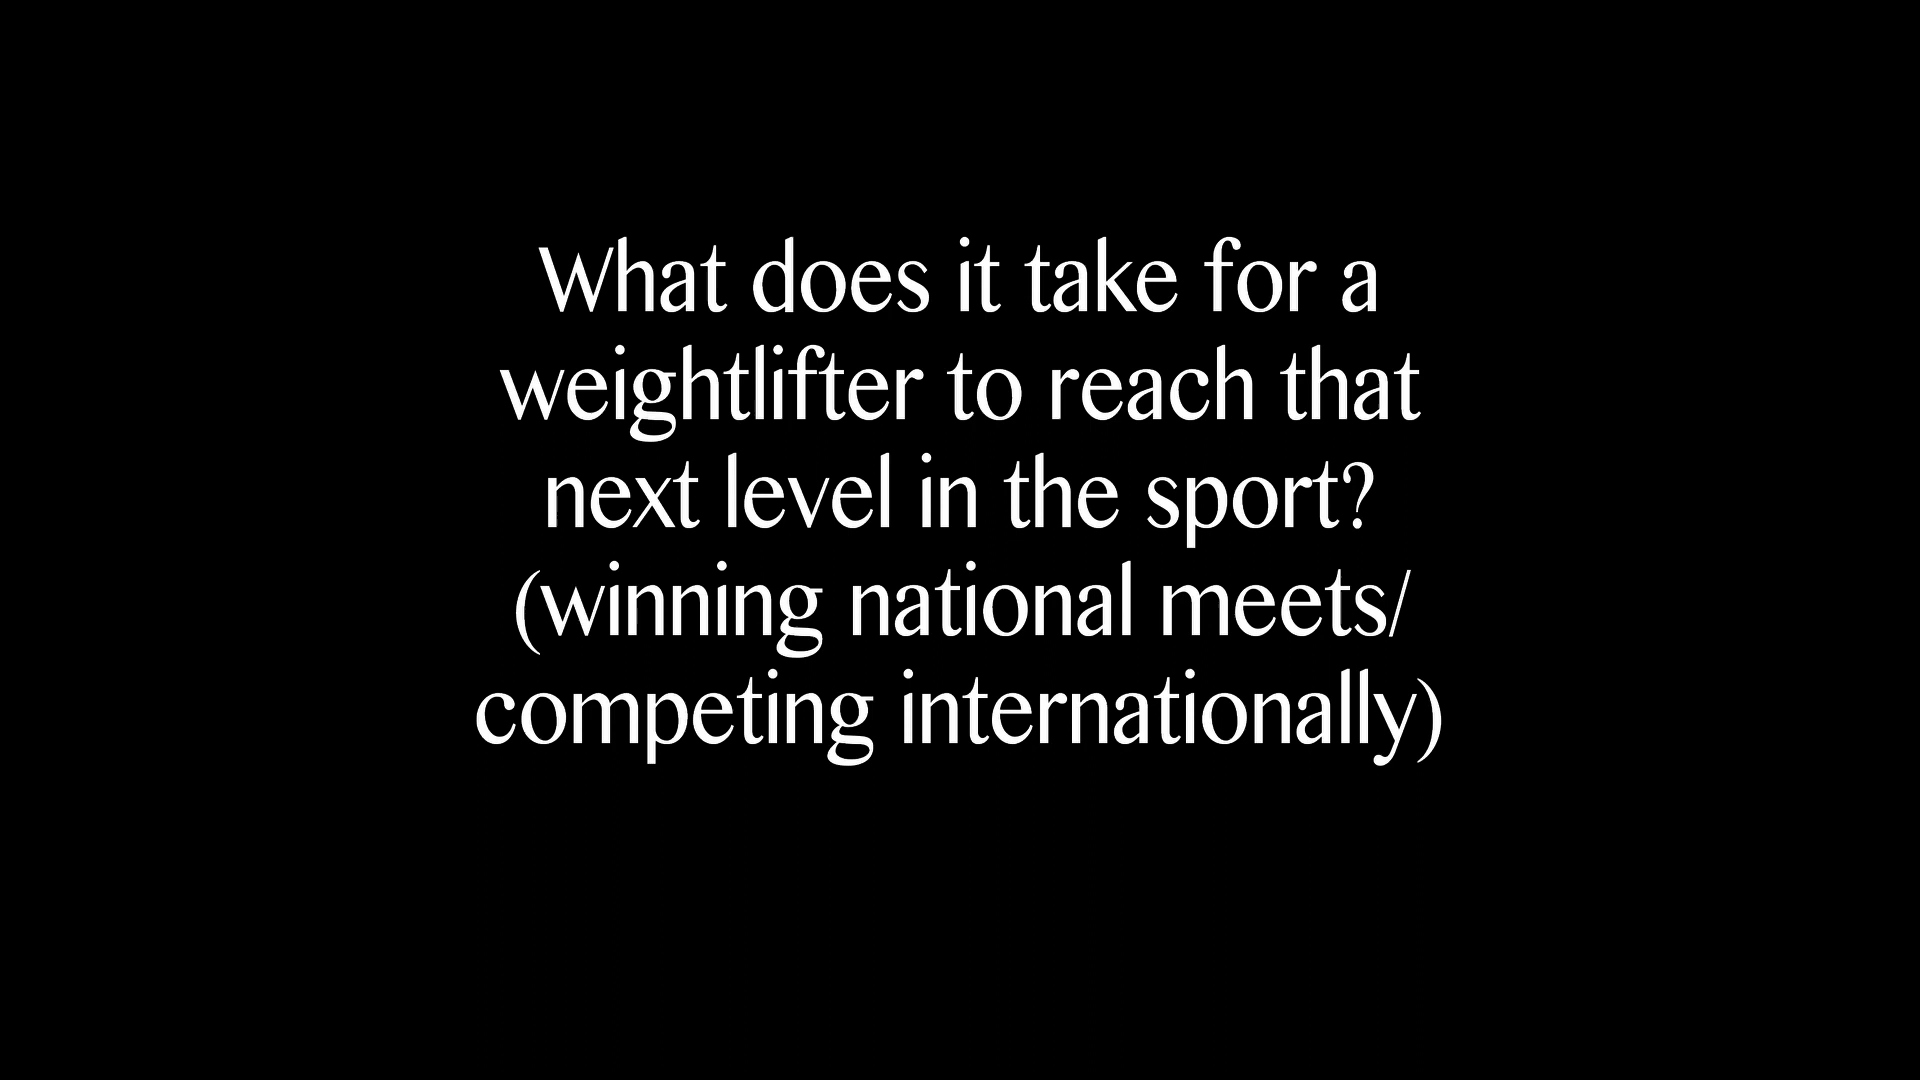 What does it take for a
weightlifter to reach that
next level in the sport?
(winning national meets/
competing internationally)